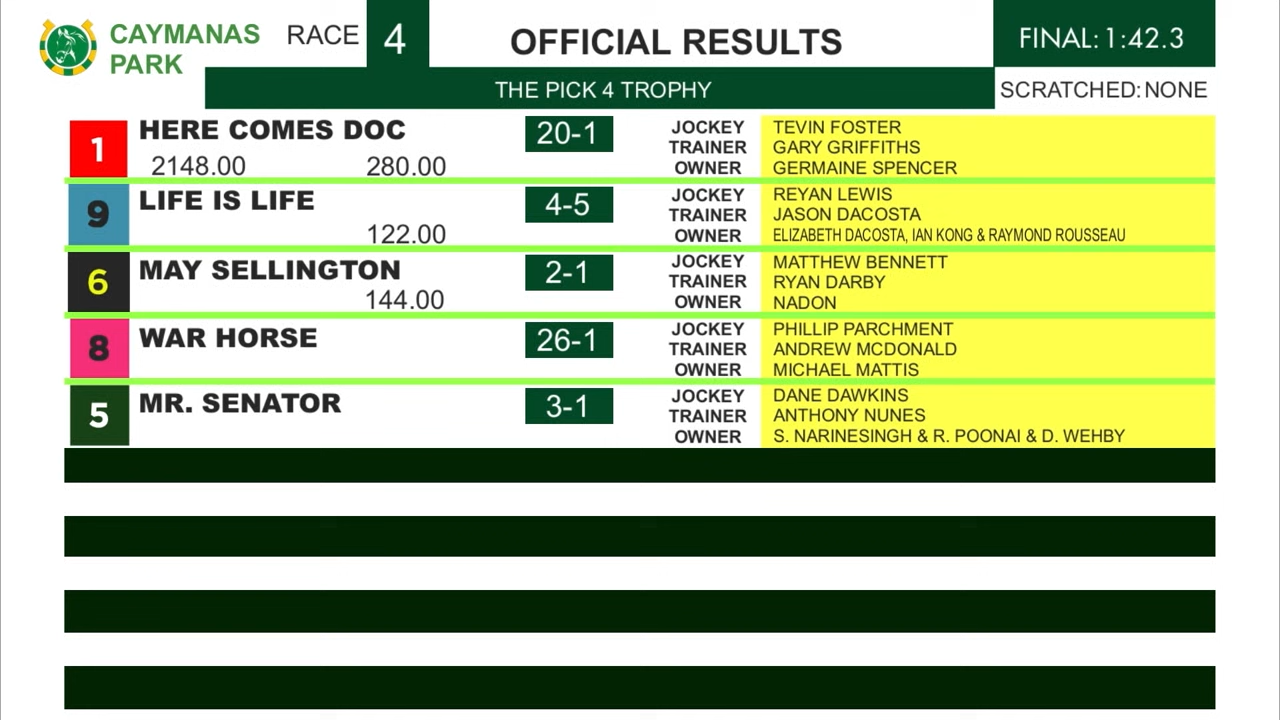 CAYMANAS PARK
RACE 4
OFFICIAL RESULTS
FINAL: 1:42.3
THE PICK 4 TROPHY
SCRATCHED: NONE
1 HERE COMES DOC 20-1 JOCKEY TEVIN FOSTER
TRAINER GARY GRIFFITHS
2148.00 280.00 OWNER GERMAINE SPENCER
9 LIFE IS LIFE 4-5 JOCKEY REYAN LEWIS
TRAINER JASON DACOSTA
122.00 OWNER ELIZABETH DACOSTA, IAN KONG & RAYMOND ROUSSEAU
6 MAY SELLINGTON 2-1 JOCKEY MATTHEW BENNETT
TRAINER RYAN DARBY
144.00 OWNER NADON
8 WAR HORSE 26-1 JOCKEY PHILLIP PARCHMENT
TRAINER ANDREW MCDONALD
OWNER MICHAEL MATTIS
5 MR. SENATOR 3-1 JOCKEY DANE DAWKINS
TRAINER ANTHONY NUNES
OWNER S. NARINESINGH & R. POONAI & D. WEHBY